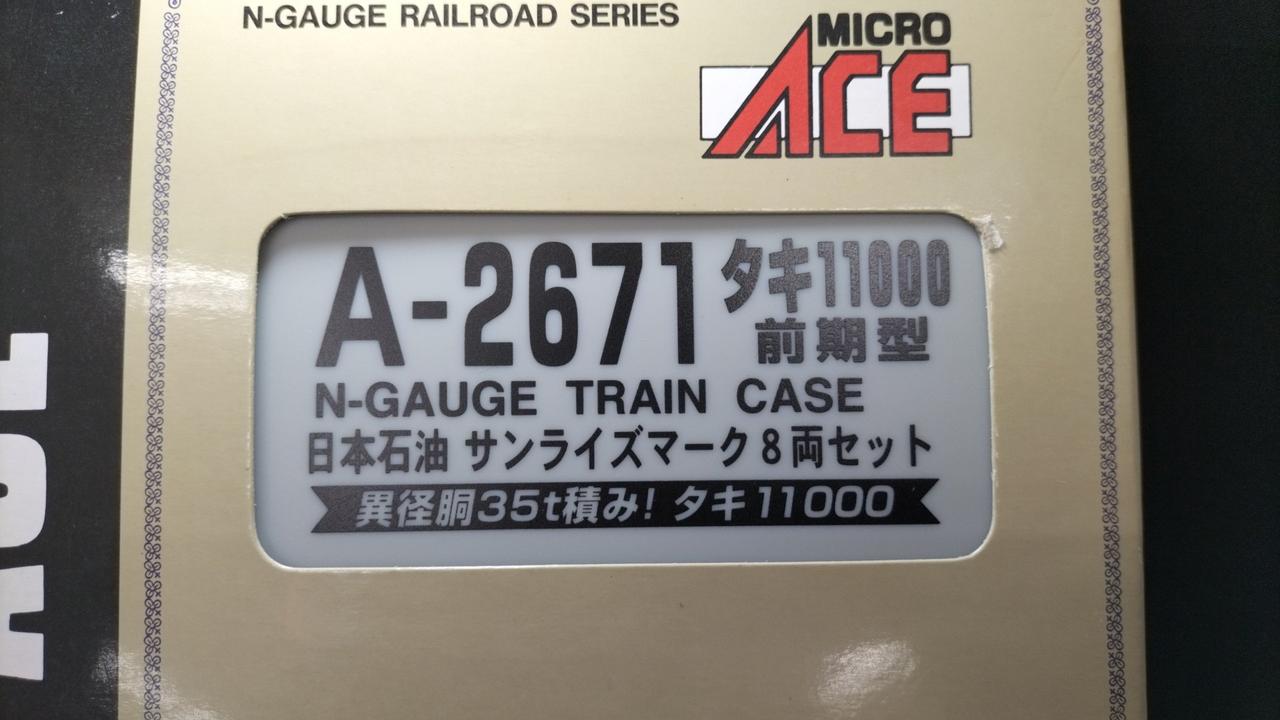 N-GAUGE RAILROAD SERIES
MICRO
ACE
A-2671
タキ11000
前期型
N-GAUGE TRAIN CASE
日本石油 サンライズマーク8両セット
異径胴35t積み! タキ11000